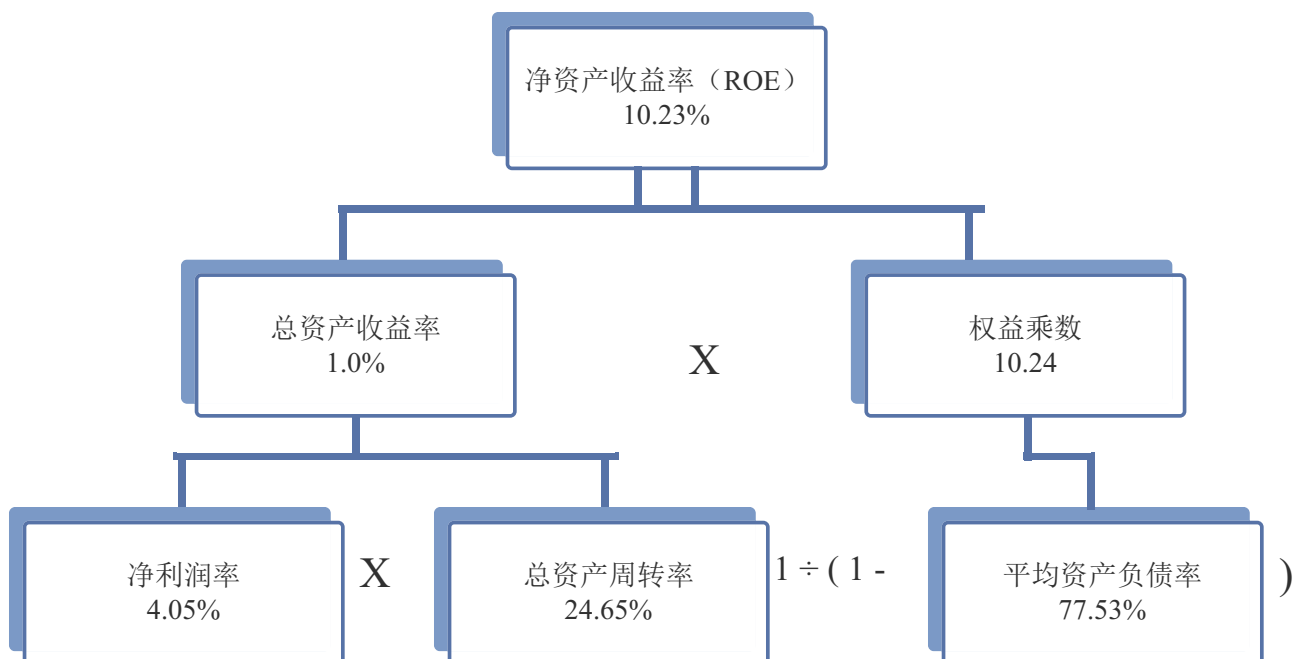 净资产收益率（ROE）
10.23%
总资产收益率
1.0%
X
权益乘数
10.24
净利润率
4.05%
X
总资产周转率
24.65%
1 ÷ ( 1 -
平均资产负债率
77.53%
)